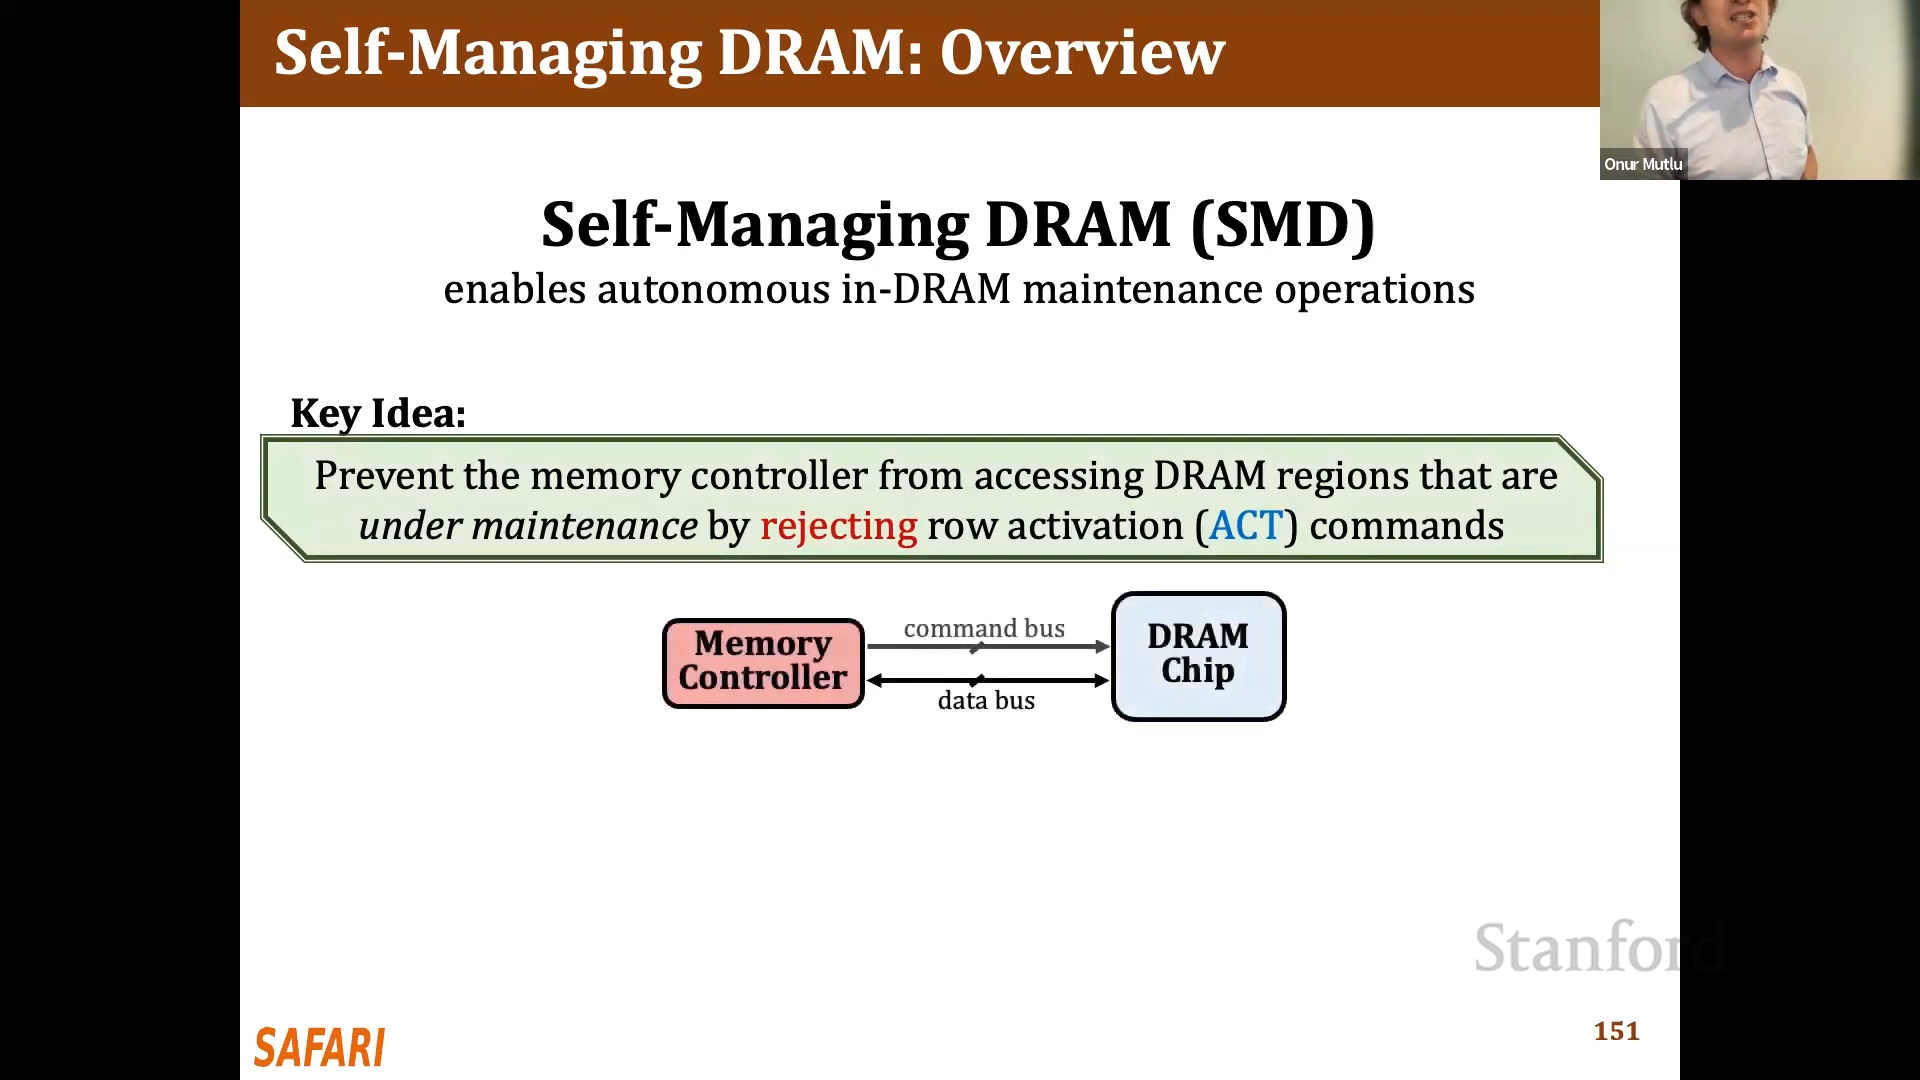 Self-Managing DRAM: Overview
Onur Mutlu
Self-Managing DRAM (SMD)
enables autonomous in-DRAM maintenance operations
Key Idea:
Prevent the memory controller from accessing DRAM regions that are
under maintenance by rejecting row activation (ACT) commands
Memory
Controller
command bus
data bus
DRAM
Chip
Stanford
SAFARI
151